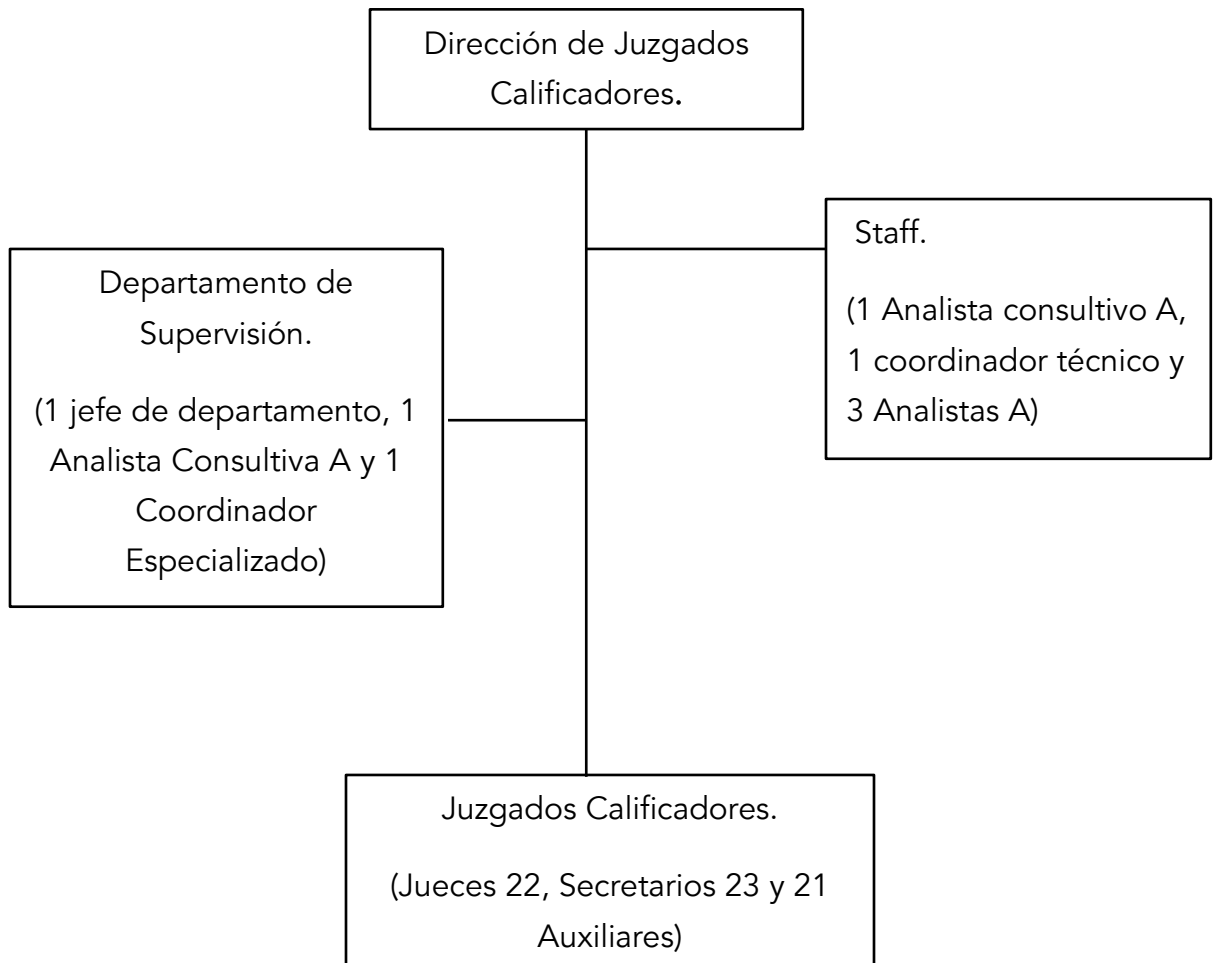 Dirección de Juzgados
Calificadores.
Staff.
(1 Analista consultivo A,
1 coordinador técnico y
3 Analistas A)
Departamento de
Supervisión.
(1 jefe de departamento, 1
Analista Consultiva A y 1
Coordinador
Especializado)
Juzgados Calificadores.
(Jueces 22, Secretarios 23 y 21
Auxiliares)